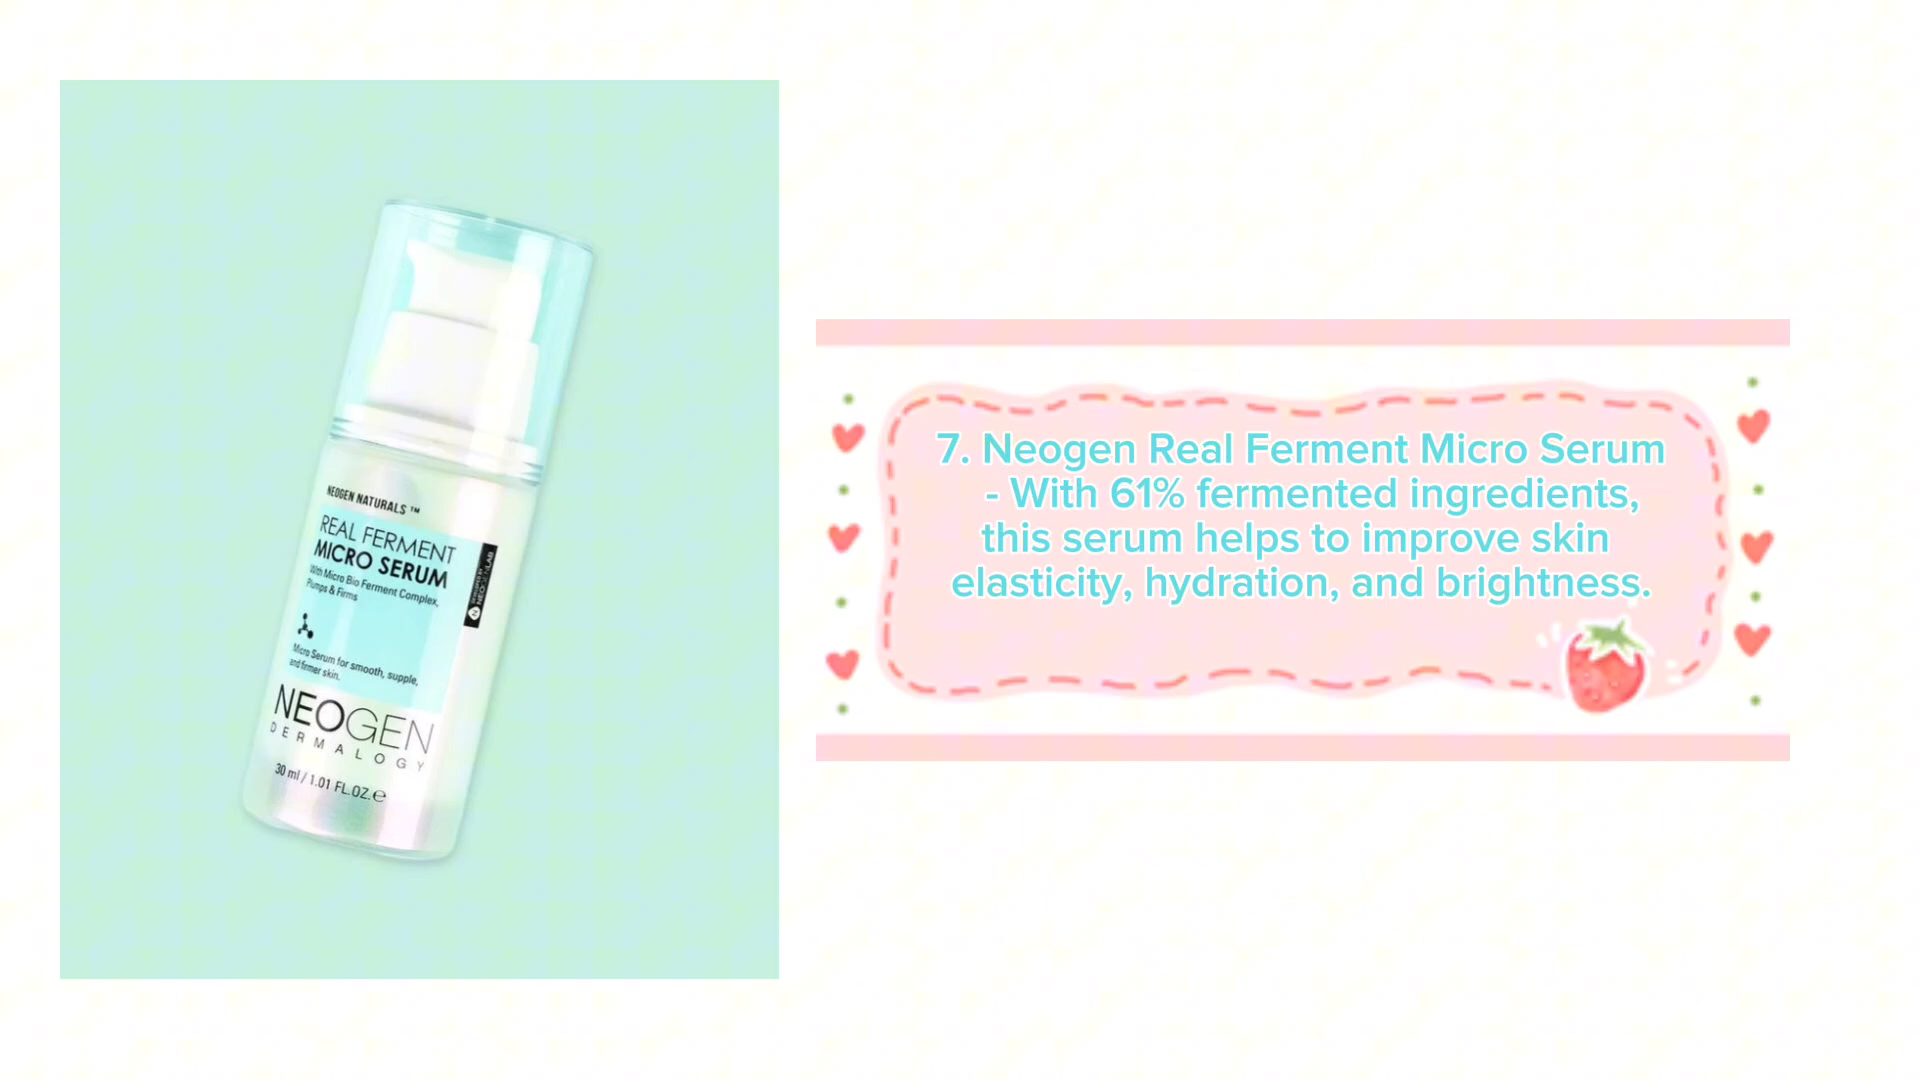 NEOGEN NATURALS ™
REAL FERMENT
MICRO SERUM
With Micro Bio Ferment Complex,
Plumps & Firms
Micro Serum for smooth, supple,
and firmer skin.
NEOGEN
DERMALOGY
30 ml / 1.01 FL.OZ. ℮
7. Neogen Real Ferment Micro Serum
- With 61% fermented ingredients,
this serum helps to improve skin
elasticity, hydration, and brightness.